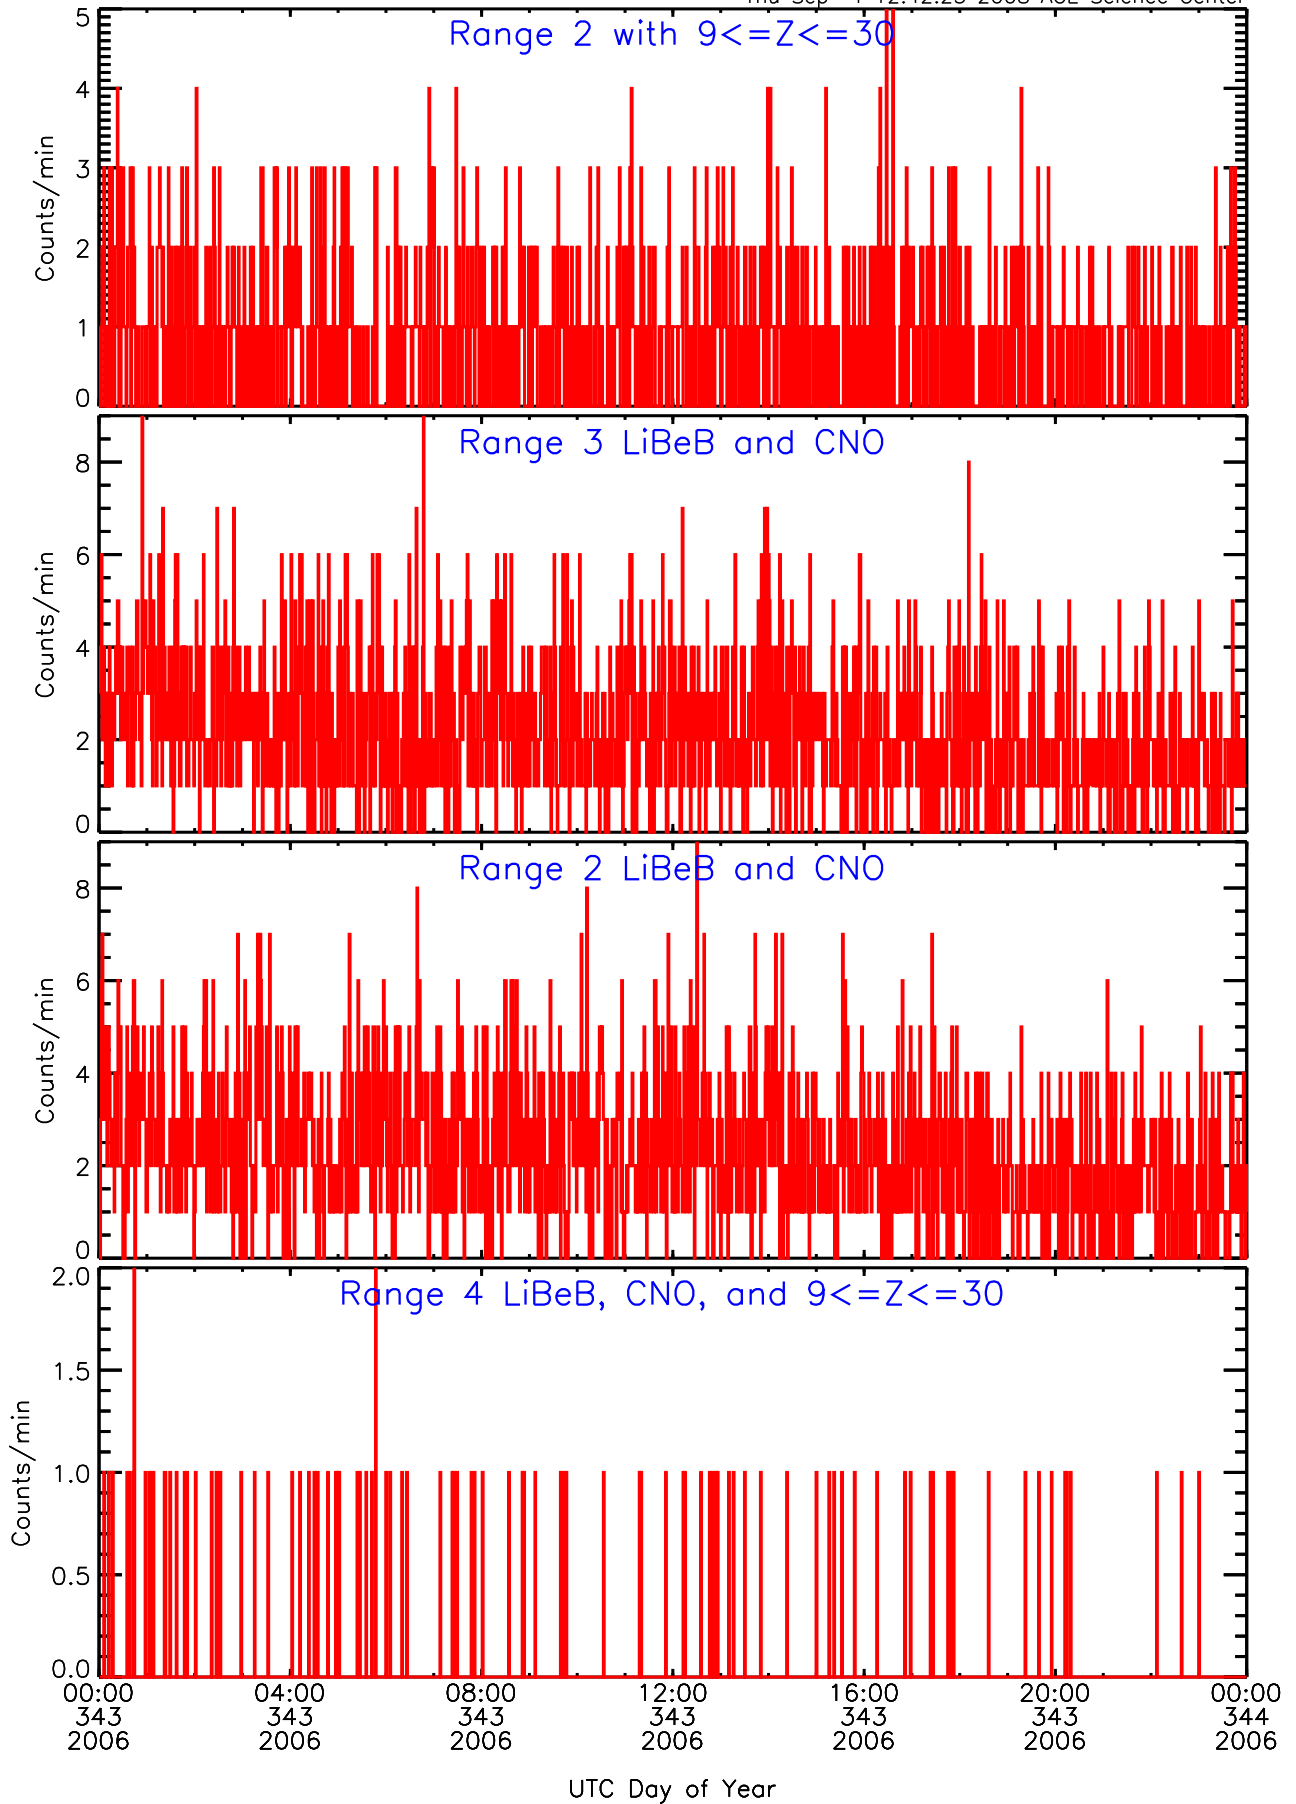 Range 2 with 9<=Z<=30
5
4
3
2
1
0
Counts/min
Range 3 LiBeB and CNO
8
6
4
2
0
Counts/min
Range 2 LiBeB and CNO
8
6
4
2
0
Counts/min
Range 4 LiBeB, CNO, and 9<=Z<=30
2.0
1.5
1.0
0.5
0.0
Counts/min
00:00 04:00 08:00 12:00 16:00 20:00 00:00
343 343 343 343 343 343 344
2006 2006 2006 2006 2006 2006 2006
UTC Day of Year